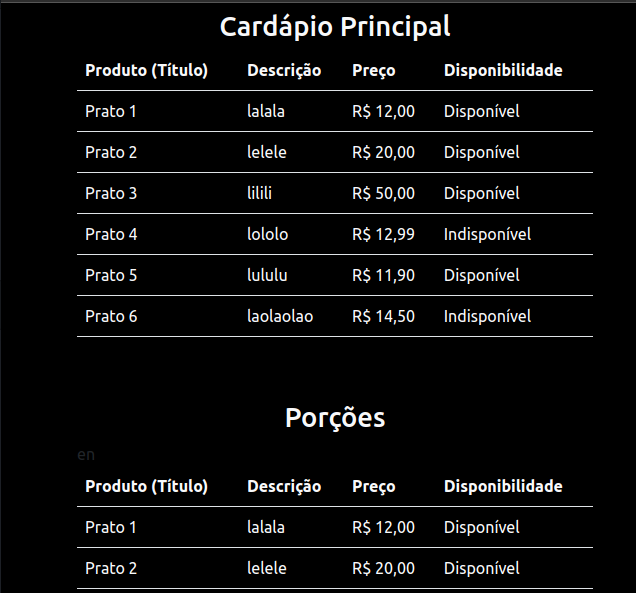 Cardápio Principal
Produto (Título) Descrição Preço Disponibilidade
Prato 1 lalala R$ 12,00 Disponível
Prato 2 lelele R$ 20,00 Disponível
Prato 3 lilili R$ 50,00 Disponível
Prato 4 lololo R$ 12,99 Indisponível
Prato 5 lululu R$ 11,90 Disponível
Prato 6 laolaolao R$ 14,50 Indisponível
Porções
en
Produto (Título) Descrição Preço Disponibilidade
Prato 1 lalala R$ 12,00 Disponível
Prato 2 lelele R$ 20,00 Disponível